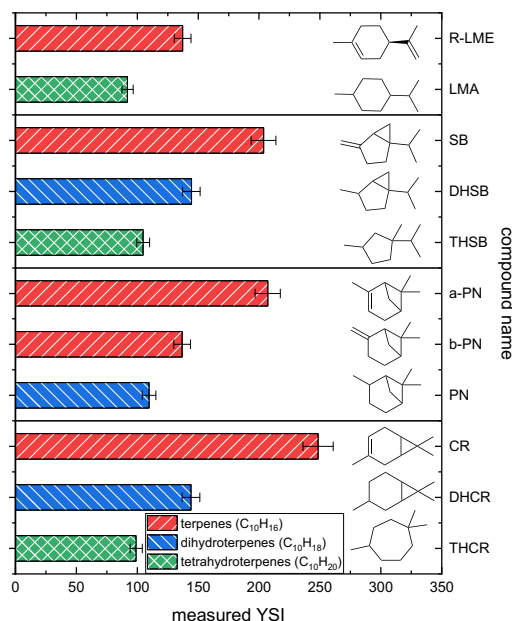 R-LME
LMA
SB
DHSB
THSB
a-PN
b-PN
PN
CR
DHCR
THCR
compound name
terpenes (C₁₀H₁₆)
dihydroterpenes (C₁₀H₁₈)
tetrahydroterpenes (C₁₀H₂₀)
0 50 100 150 200 250 300 350
measured YSI